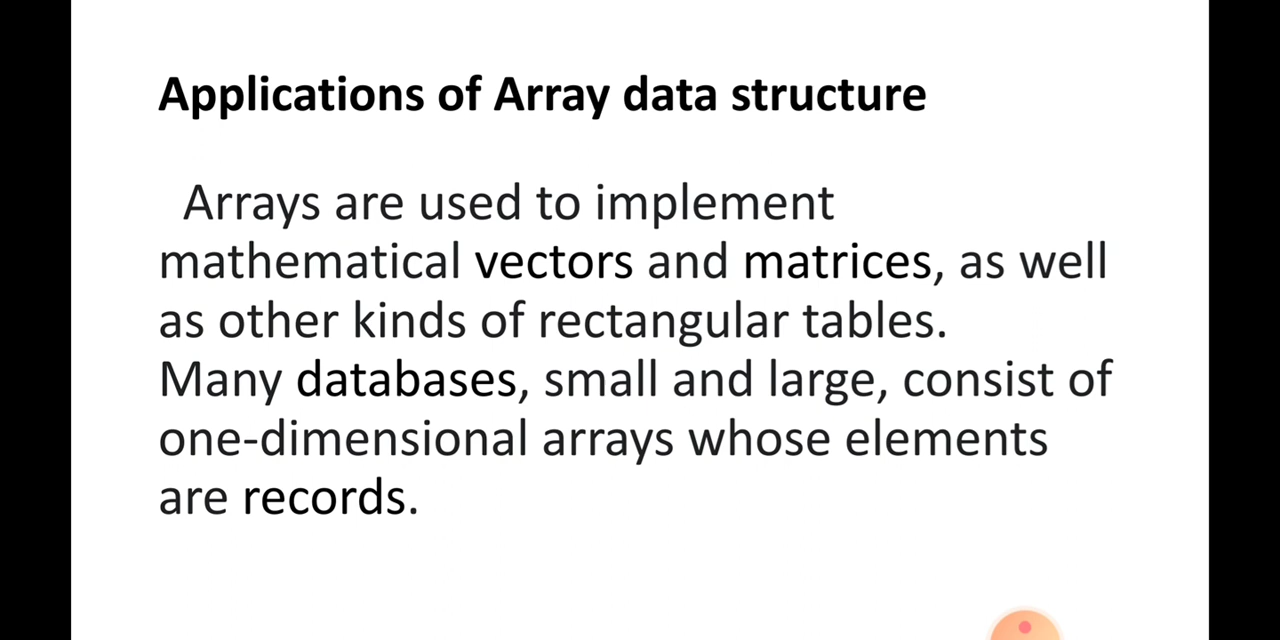 Applications of Array data structure
Arrays are used to implement
mathematical vectors and matrices, as well
as other kinds of rectangular tables.
Many databases, small and large, consist of
one-dimensional arrays whose elements
are records.